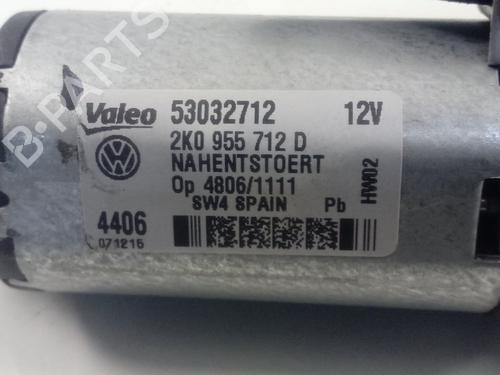 B-PARTS
Valeo 53032712 12V
2K0 955 712 D
NAHENTSTOERT
Op 4806/1111
SW4 SPAIN Pb
HW02
4406
071215